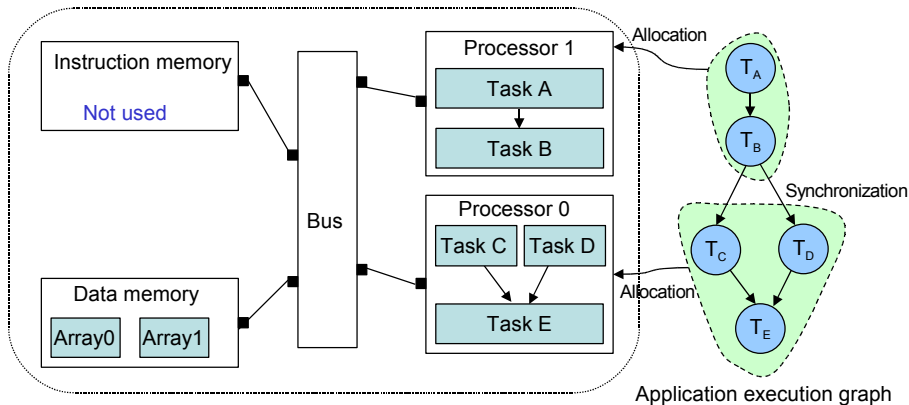 Instruction memory
Not used
Data memory
Array0
Array1
Bus
Processor 1
Task A
Task B
Processor 0
Task C
Task D
Task E
Allocation
Synchronization
Allocation
TA
TB
TC
TD
TE
Application execution graph